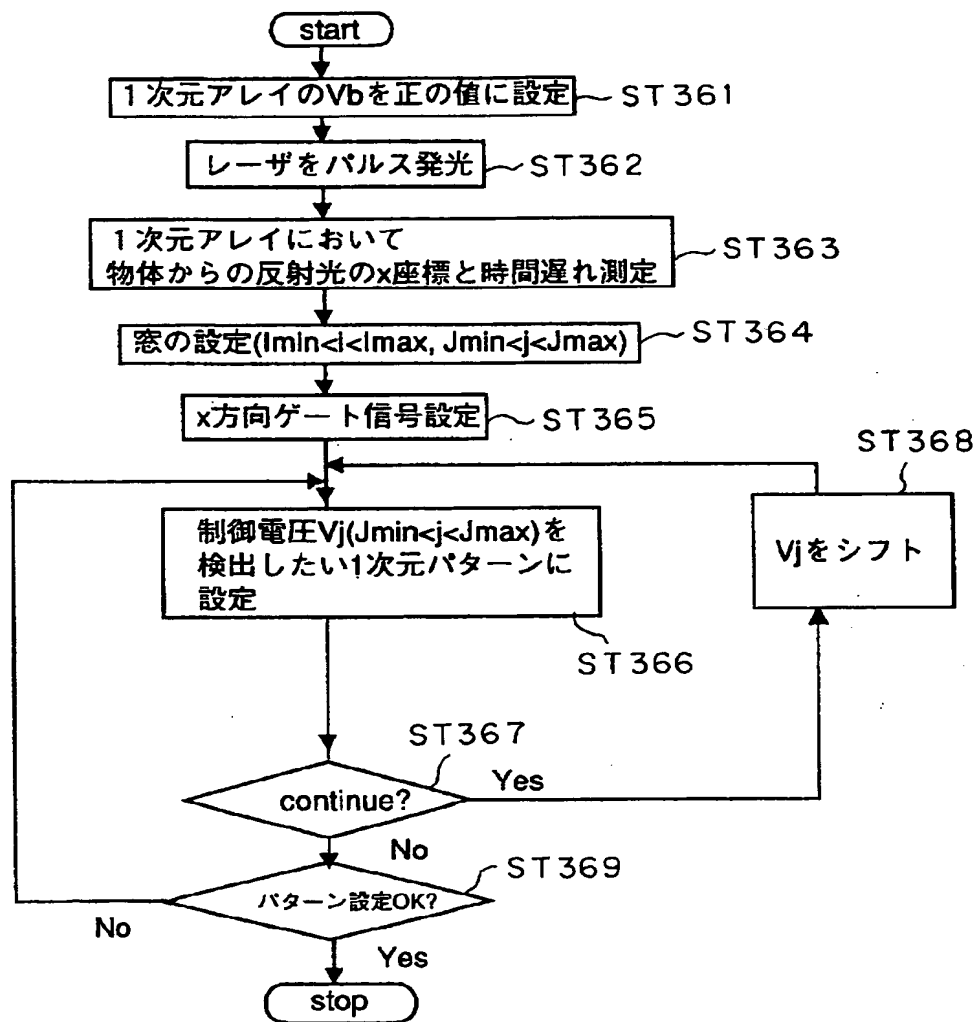 start
1次元アレイのVbを正の値に設定
ST361
レーザをパルス発光
ST362
1次元アレイにおいて
物体からの反射光のx座標と時間遅れ測定
ST363
窓の設定(Imin<i<Imax, Jmin<j<Jmax)
ST364
x方向ゲート信号設定
ST365
ST368
制御電圧Vj(Jmin<j<Jmax)を
検出したい1次元パターンに
設定
Vjをシフト
ST366
ST367
continue?
Yes
No
ST369
パターン設定OK?
No
Yes
stop